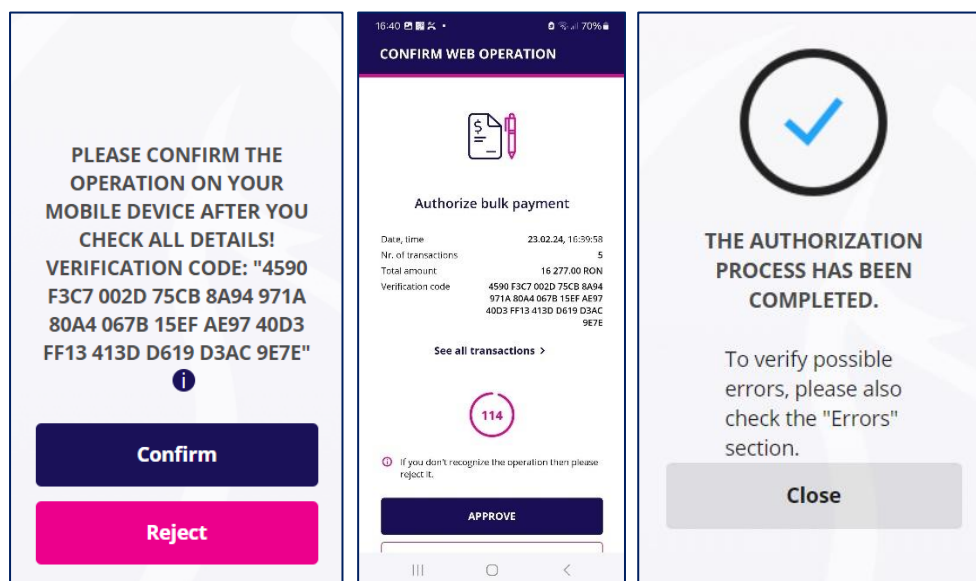 PLEASE CONFIRM THE
OPERATION ON YOUR
MOBILE DEVICE AFTER YOU
CHECK ALL DETAILS!
VERIFICATION CODE: "4590
F3C7 002D 75CB 8A94 971A
80A4 067B 15EF AE97 40D3
FF13 413D D619 D3AC 9E7E"
i
Confirm
Reject
16:40
70%
CONFIRM WEB OPERATION
$
Authorize bulk payment
Date, time 23.02.24, 16:39:58
Nr. of transactions 5
Total amount 16 277.00 RON
Verification code 4590 F3C7 002D 75CB 8A94
971A 80A4 067B 15EF AE97
40D3 FF13 413D D619 D3AC
9E7E
See all transactions >
114
If you don't recognize the operation then please
reject it.
APPROVE
THE AUTHORIZATION
PROCESS HAS BEEN
COMPLETED.
To verify possible
errors, please also
check the "Errors"
section.
Close